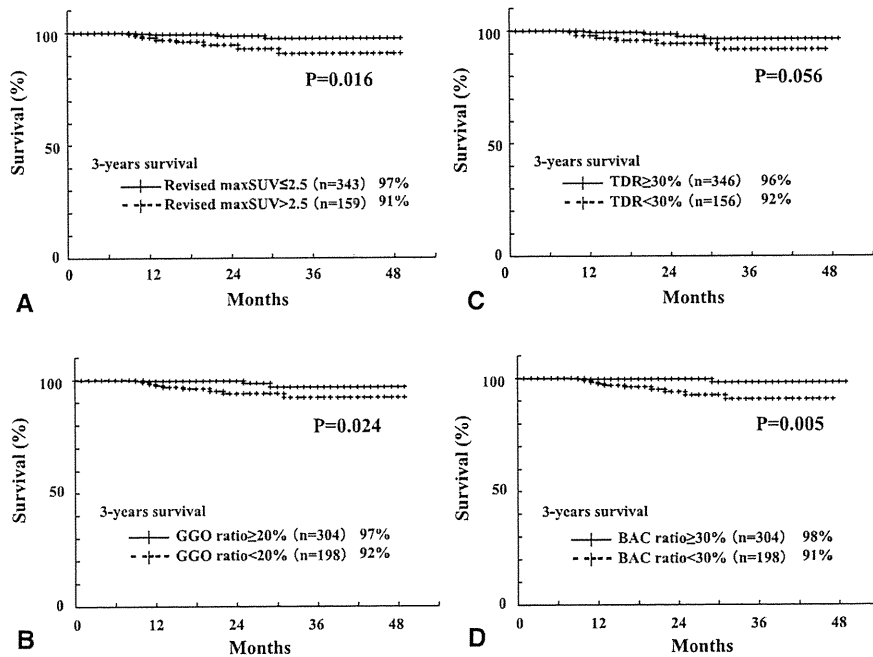 Survival (%)
100
50
0
P=0.016
3-years survival
Revised maxSUV≤2.5 (n=343) 97%
Revised maxSUV>2.5 (n=159) 91%
0 12 24 36 48
Months
A
Survival (%)
100
50
0
P=0.056
3-years survival
TDR≥30% (n=346) 96%
TDR<30% (n=156) 92%
0 12 24 36 48
Months
C
Survival (%)
100
50
0
P=0.024
3-years survival
GGO ratio≥20% (n=304) 97%
GGO ratio<20% (n=198) 92%
12 24 36 48
Months
B
Survival (%)
100
50
0
P=0.005
3-years survival
BAC ratio≥30% (n=304) 98%
BAC ratio<30% (n=198) 91%
12 24 36 48
Months
D